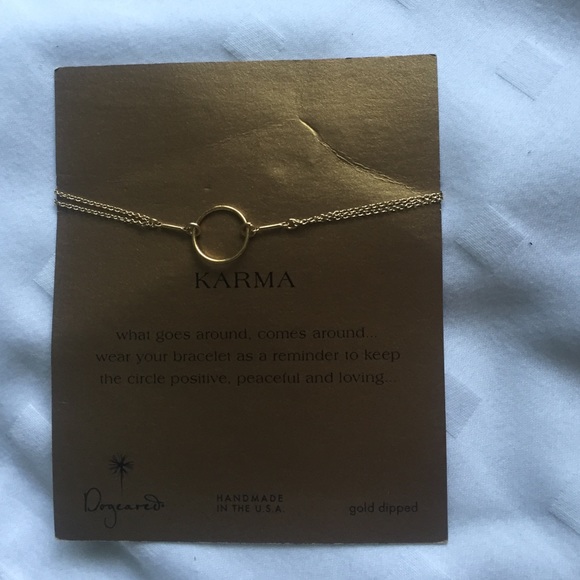 KARMA
what goes around, comes around...
wear your bracelet as a reminder to keep
the circle positive, peaceful and loving...
Dogeared
HANDMADE
IN THE U.S.A.
gold dipped